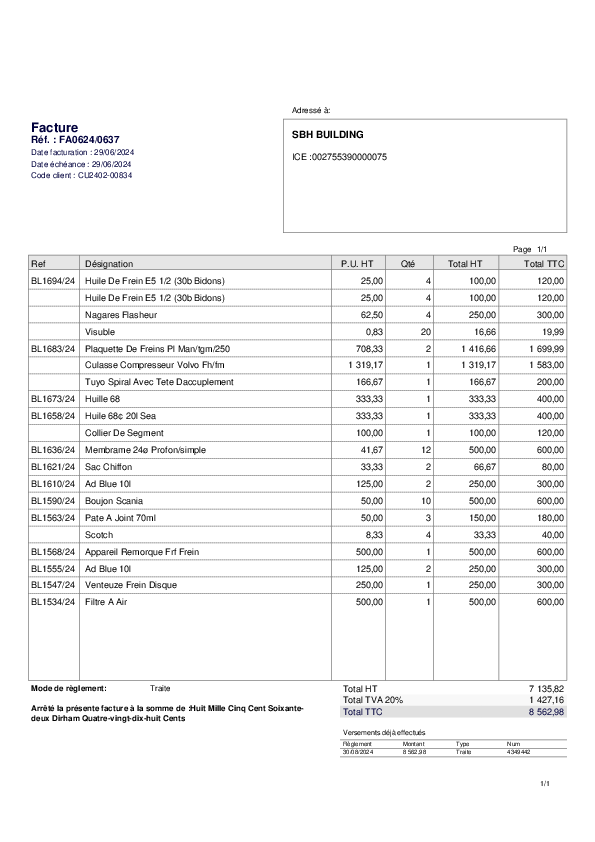 Adressé à:
Facture
Réf. : FA0624/0637
Date facturation : 29/06/2024
Date échéance : 29/06/2024
Code client : CU2402-00834
SBH BUILDING
ICE :002755390000075
Page 1/1
Ref Désignation P.U. HT Qté Total HT Total TTC
BL1694/24 Huile De Frein E5 1/2 (30b Bidons) 25,00 4 100,00 120,00
Huile De Frein E5 1/2 (30b Bidons) 25,00 4 100,00 120,00
Nagares Flasheur 62,50 4 250,00 300,00
Visuble 0,83 20 16,66 19,99
BL1683/24 Plaquette De Freins Pl Man/tgm/250 708,33 2 1 416,66 1 699,99
Culasse Compresseur Volvo Fh/fm 1 319,17 1 1 319,17 1 583,00
Tuyo Spiral Avec Tete Daccuplement 166,67 1 166,67 200,00
BL1673/24 Huille 68 333,33 1 333,33 400,00
BL1658/24 Huile 68¢ 20l Sea 333,33 1 333,33 400,00
Collier De Segment 100,00 1 100,00 120,00
BL1636/24 Membrame 24ø Profon/simple 41,67 12 500,00 600,00
BL1621/24 Sac Chiffon 33,33 2 66,67 80,00
BL1610/24 Ad Blue 10l 125,00 2 250,00 300,00
BL1590/24 Boujon Scania 50,00 10 500,00 600,00
BL1563/24 Pate A Joint 70ml 50,00 3 150,00 180,00
Scotch 8,33 4 33,33 40,00
BL1568/24 Appareil Remorque Frf Frein 500,00 1 500,00 600,00
BL1555/24 Ad Blue 10l 125,00 2 250,00 300,00
BL1547/24 Venteuze Frein Disque 250,00 1 250,00 300,00
BL1534/24 Filtre A Air 500,00 1 500,00 600,00
Mode de règlement: Traite
Arrêté la présente facture à la somme de :Huit Mille Cinq Cent Soixante-
deux Dirham Quatre-vingt-dix-huit Cents
Total HT 7 135,82
Total TVA 20% 1 427,16
Total TTC 8 562,98
Versements déjà effectués
Règlement Montant Type Num
30/08/2024 8 562,98 Traite 4349442
1/1